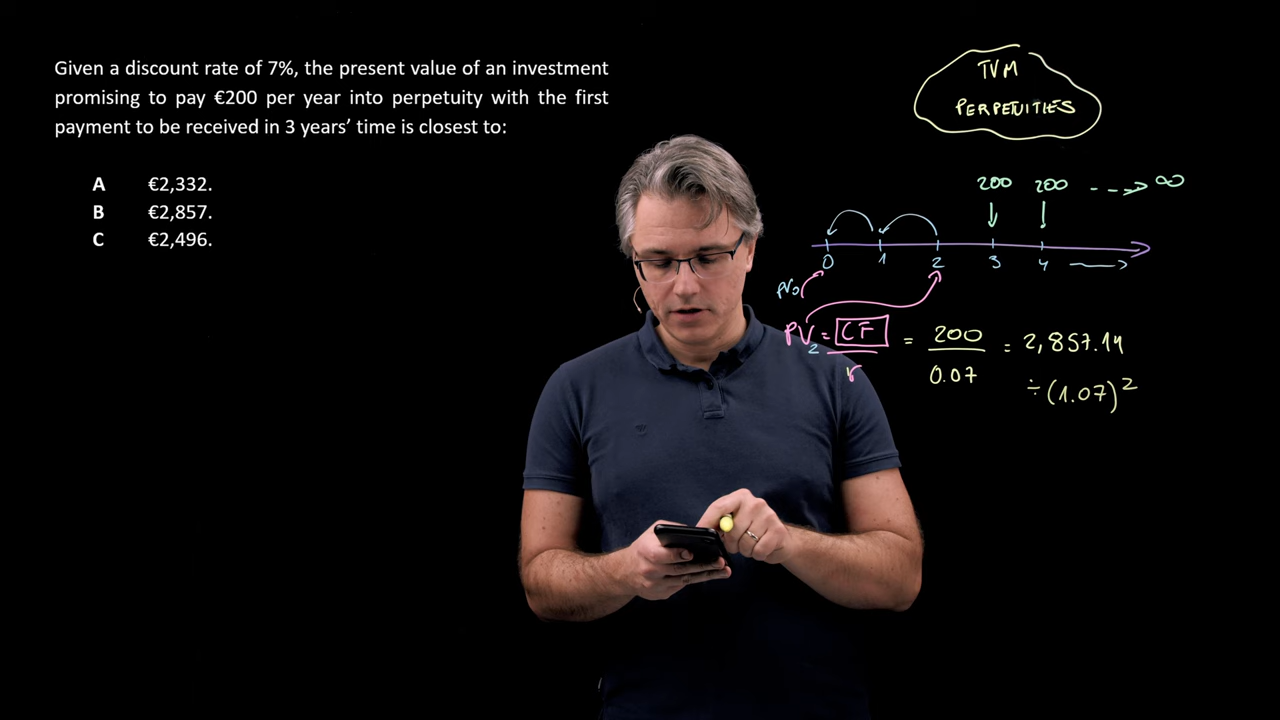 Given a discount rate of 7%, the present value of an investment
promising to pay €200 per year into perpetuity with the first
payment to be received in 3 years’ time is closest to:
A €2,332.
B €2,857.
C €2,496.
TVM
PERPENITIES
200 200 ---> ∞
0 1 2 3 4
PV0
PV2 = CF / r = 200 / 0.07 = 2,857.14
÷(1.07)²